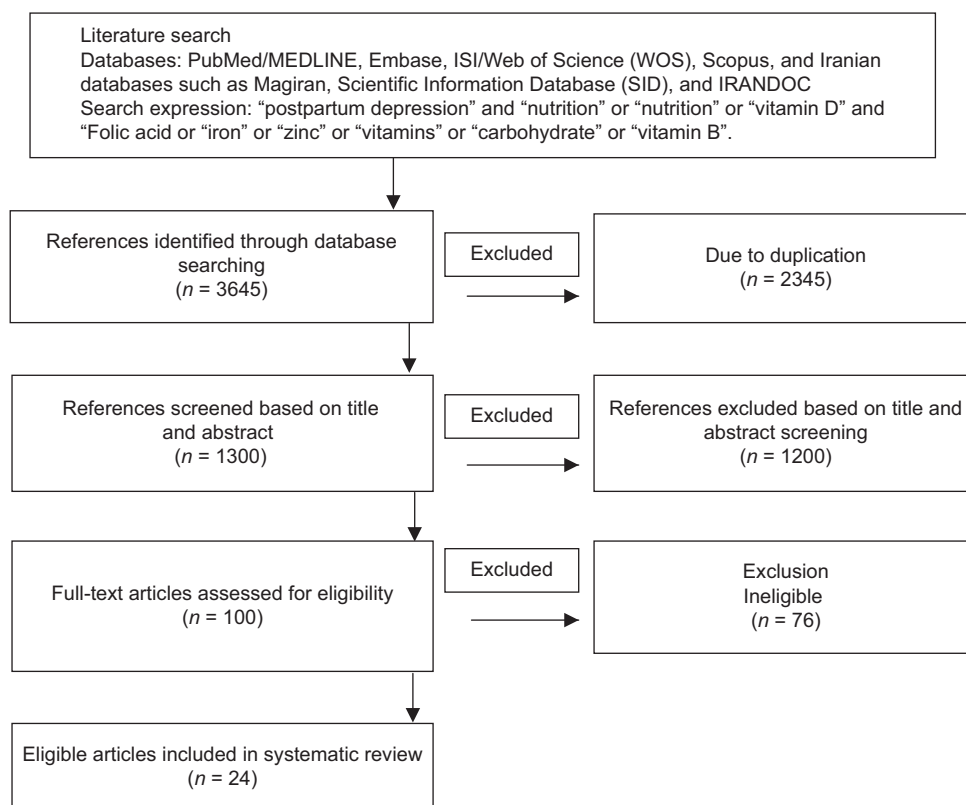 Literature search
Databases: PubMed/MEDLINE, Embase, ISI/Web of Science (WOS), Scopus, and Iranian
databases such as Magiran, Scientific Information Database (SID), and IRANDOC
Search expression: “postpartum depression” and “nutrition” or “nutrition” or “vitamin D” and
“Folic acid or “iron” or “zinc” or “vitamins” or “carbohydrate” or “vitamin B”.
References identified through database
searching
(n = 3645)
Excluded
Due to duplication
(n = 2345)
References screened based on title
and abstract
(n = 1300)
Excluded
References excluded based on title and
abstract screening
(n = 1200)
Full-text articles assessed for eligibility
(n = 100)
Excluded
Exclusion
Ineligible
(n = 76)
Eligible articles included in systematic review
(n = 24)